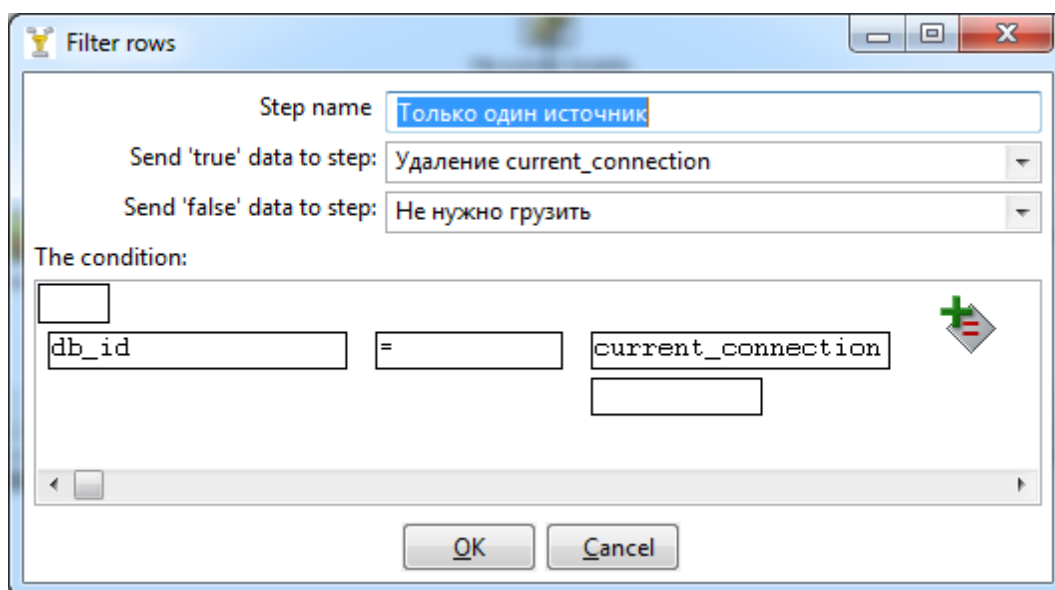 Filter rows
Step name Только один источник
Send 'true' data to step: Удаление current_connection
Send 'false' data to step: Не нужно грузить
The condition:
db_id = current_connection
OK Cancel